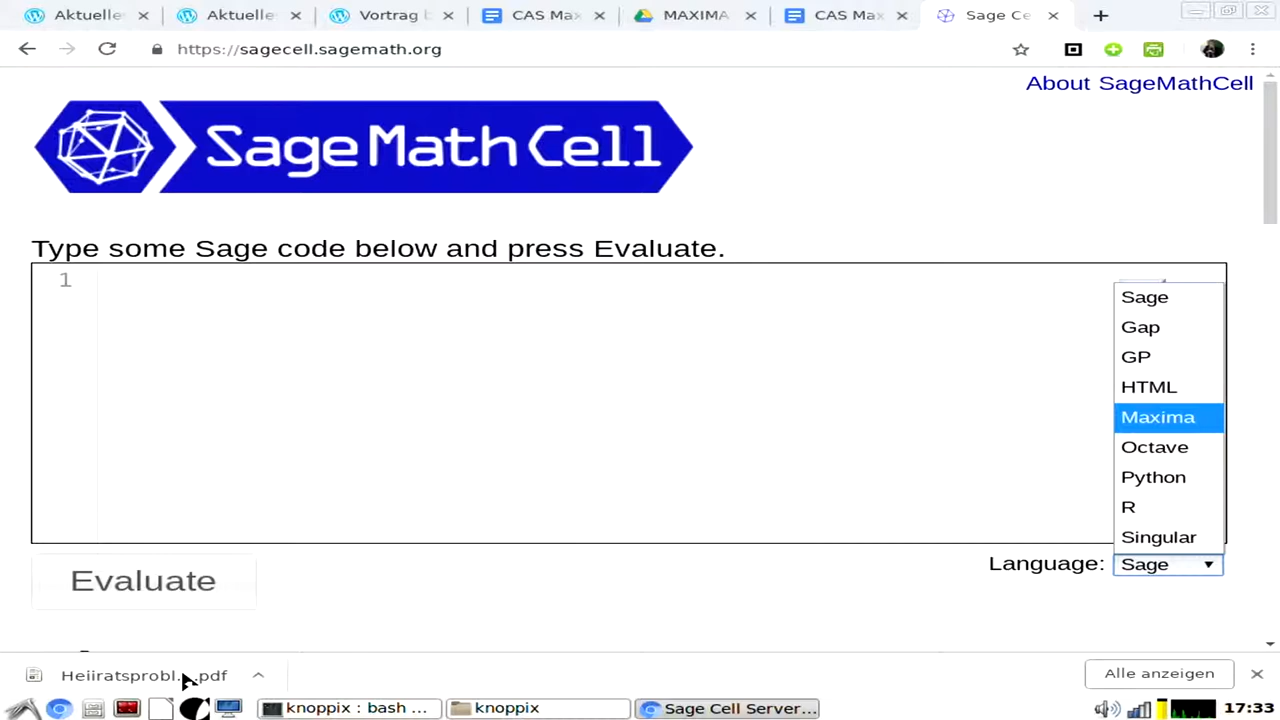 Aktuelle
Aktuelle
Vortrag
CAS Max
MAXIMA
CAS Max
Sage Ce
https://sagecell.sagemath.org
About SageMathCell
SageMathCell
Type some Sage code below and press Evaluate.
1
Sage
Gap
GP
HTML
Maxima
Octave
Python
R
Singular
Language: Sage
Evaluate
Heiiratsprobl....pdf
Alle anzeigen
knoppix : bash ...
knoppix
Sage Cell Server...
17:33